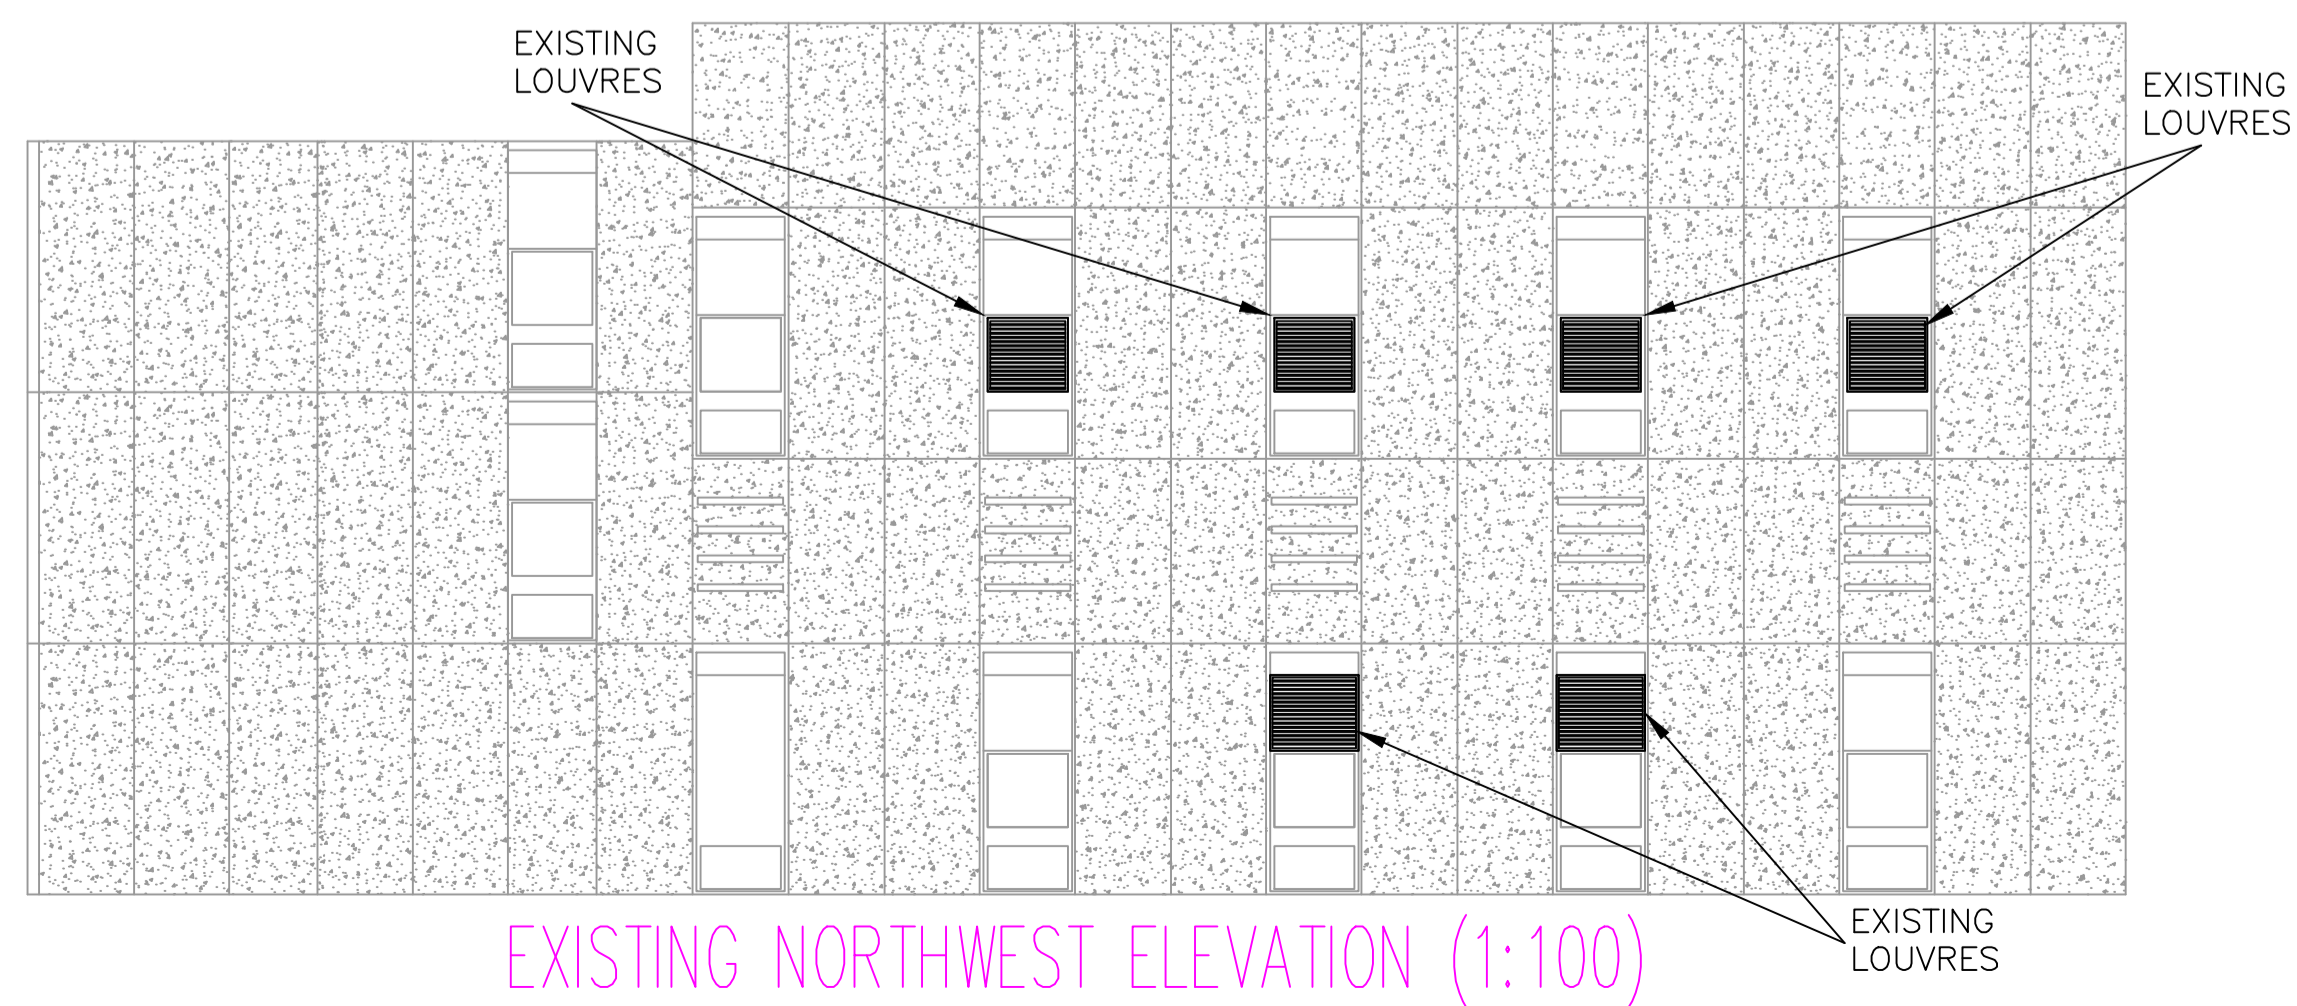 EXISTING
LOUVRES
EXISTING
LOUVRES
EXISTING
LOUVRES
EXISTING NORTHWEST ELEVATION (1:100)